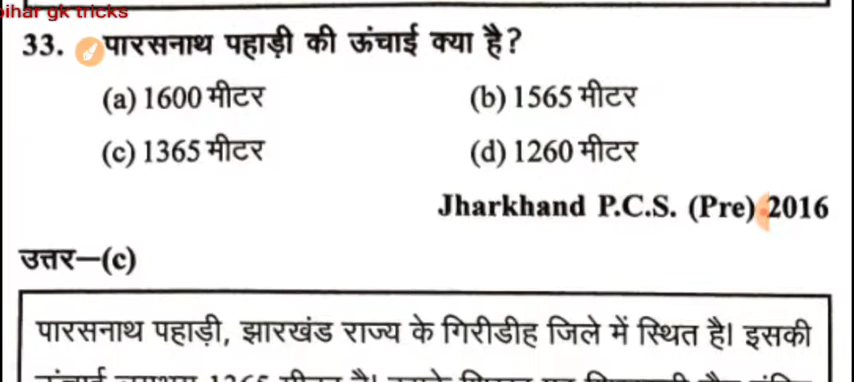 bihar gk tricks
33. पारसनाथ पहाड़ी की ऊंचाई क्या है?
(a) 1600 मीटर (b) 1565 मीटर
(c) 1365 मीटर (d) 1260 मीटर
Jharkhand P.C.S. (Pre) 2016
उत्तर–(c)
पारसनाथ पहाड़ी, झारखंड राज्य के गिरीडीह जिले में स्थित है। इसकी